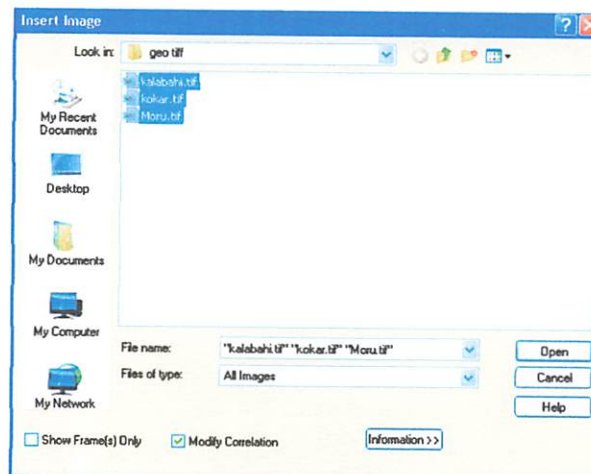 Insert Image
Look in: geo tiff
kalabahi.tif
kokar.tif
Moru.tif
My Recent
Documents
Desktop
My Documents
My Computer
My Network
File name: "kalabahi.tif" "kokar.tif" "Moru.tif"
Files of type: All Images
Open
Cancel
Help
Show Frame(s) Only
Modify Correlation
Information >>